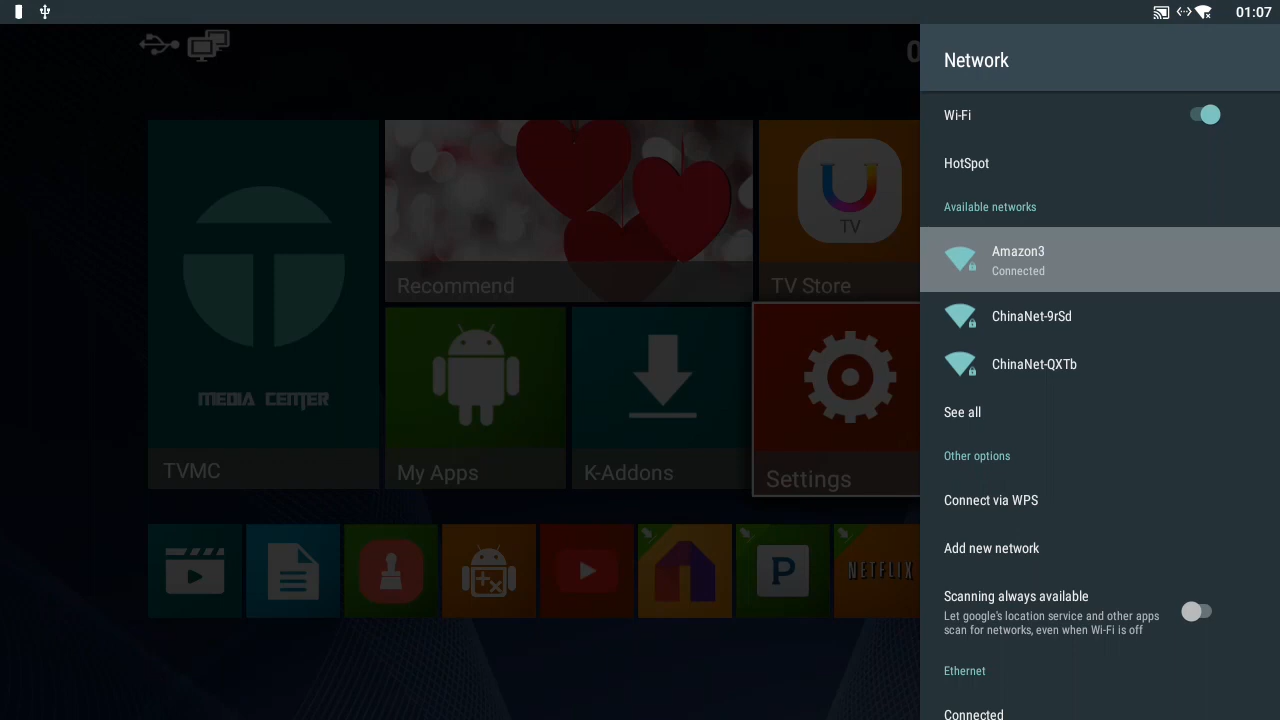 01:07
0
Network
Wi-Fi
HotSpot
Available networks
Amazon3
Connected
ChinaNet-9rSd
ChinaNet-QXTb
See all
Other options
Connect via WPS
Add new network
Scanning always available
Let google's location service and other apps
scan for networks, even when Wi-Fi is off
Ethernet
Connected
MEDIA CENTER
TVMC
Recommend
TV
TV Store
My Apps
K-Addons
Settings
P
NETFLIX